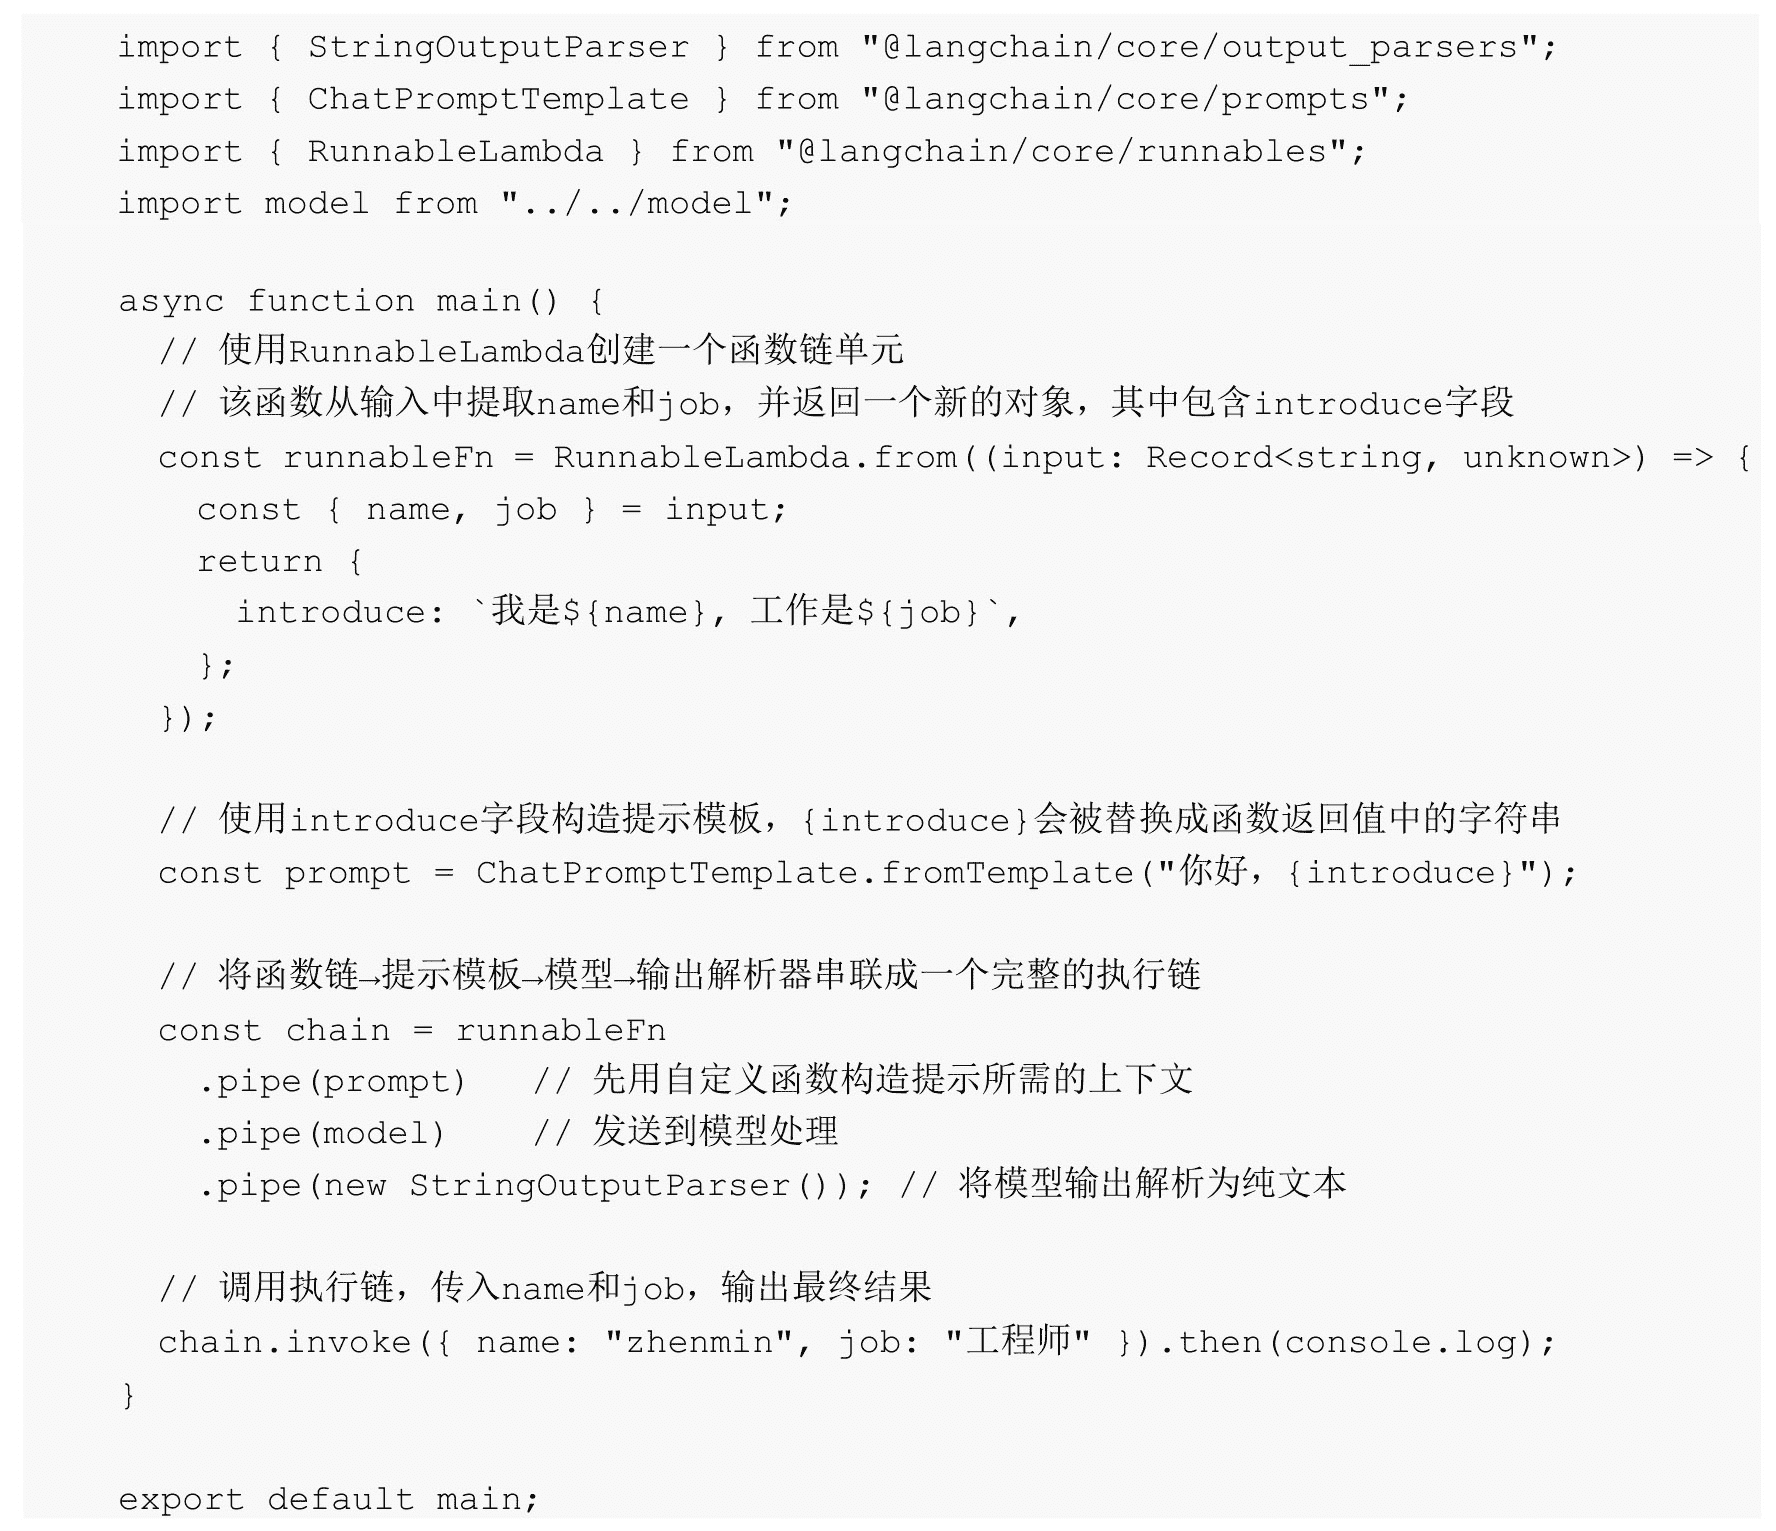 import { StringOutputParser } from "@langchain/core/output_parsers";
import { ChatPromptTemplate } from "@langchain/core/prompts";
import { RunnableLambda } from "@langchain/core/runnables";
import model from "../../model";
async function main() {
// 使用RunnableLambda创建一个函数链单元
// 该函数从输入中提取name和job，并返回一个新的对象，其中包含introduce字段
const runnableFn = RunnableLambda.from((input: Record<string, unknown>) => {
const { name, job } = input;
return {
introduce: `我是${name}, 工作是${job}`,
};
});
// 使用introduce字段构造提示模板，{introduce}会被替换成函数返回值中的字符串
const prompt = ChatPromptTemplate.fromTemplate("你好，{introduce}");
// 将函数链→提示模板→模型→输出解析器串联成一个完整的执行链
const chain = runnableFn
.pipe(prompt) // 先用自定义函数构造提示所需的上下文
.pipe(model) // 发送到模型处理
.pipe(new StringOutputParser()); // 将模型输出解析为纯文本
// 调用执行链，传入name和job，输出最终结果
chain.invoke({ name: "zhenmin", job: "工程师" }).then(console.log);
}
export default main;